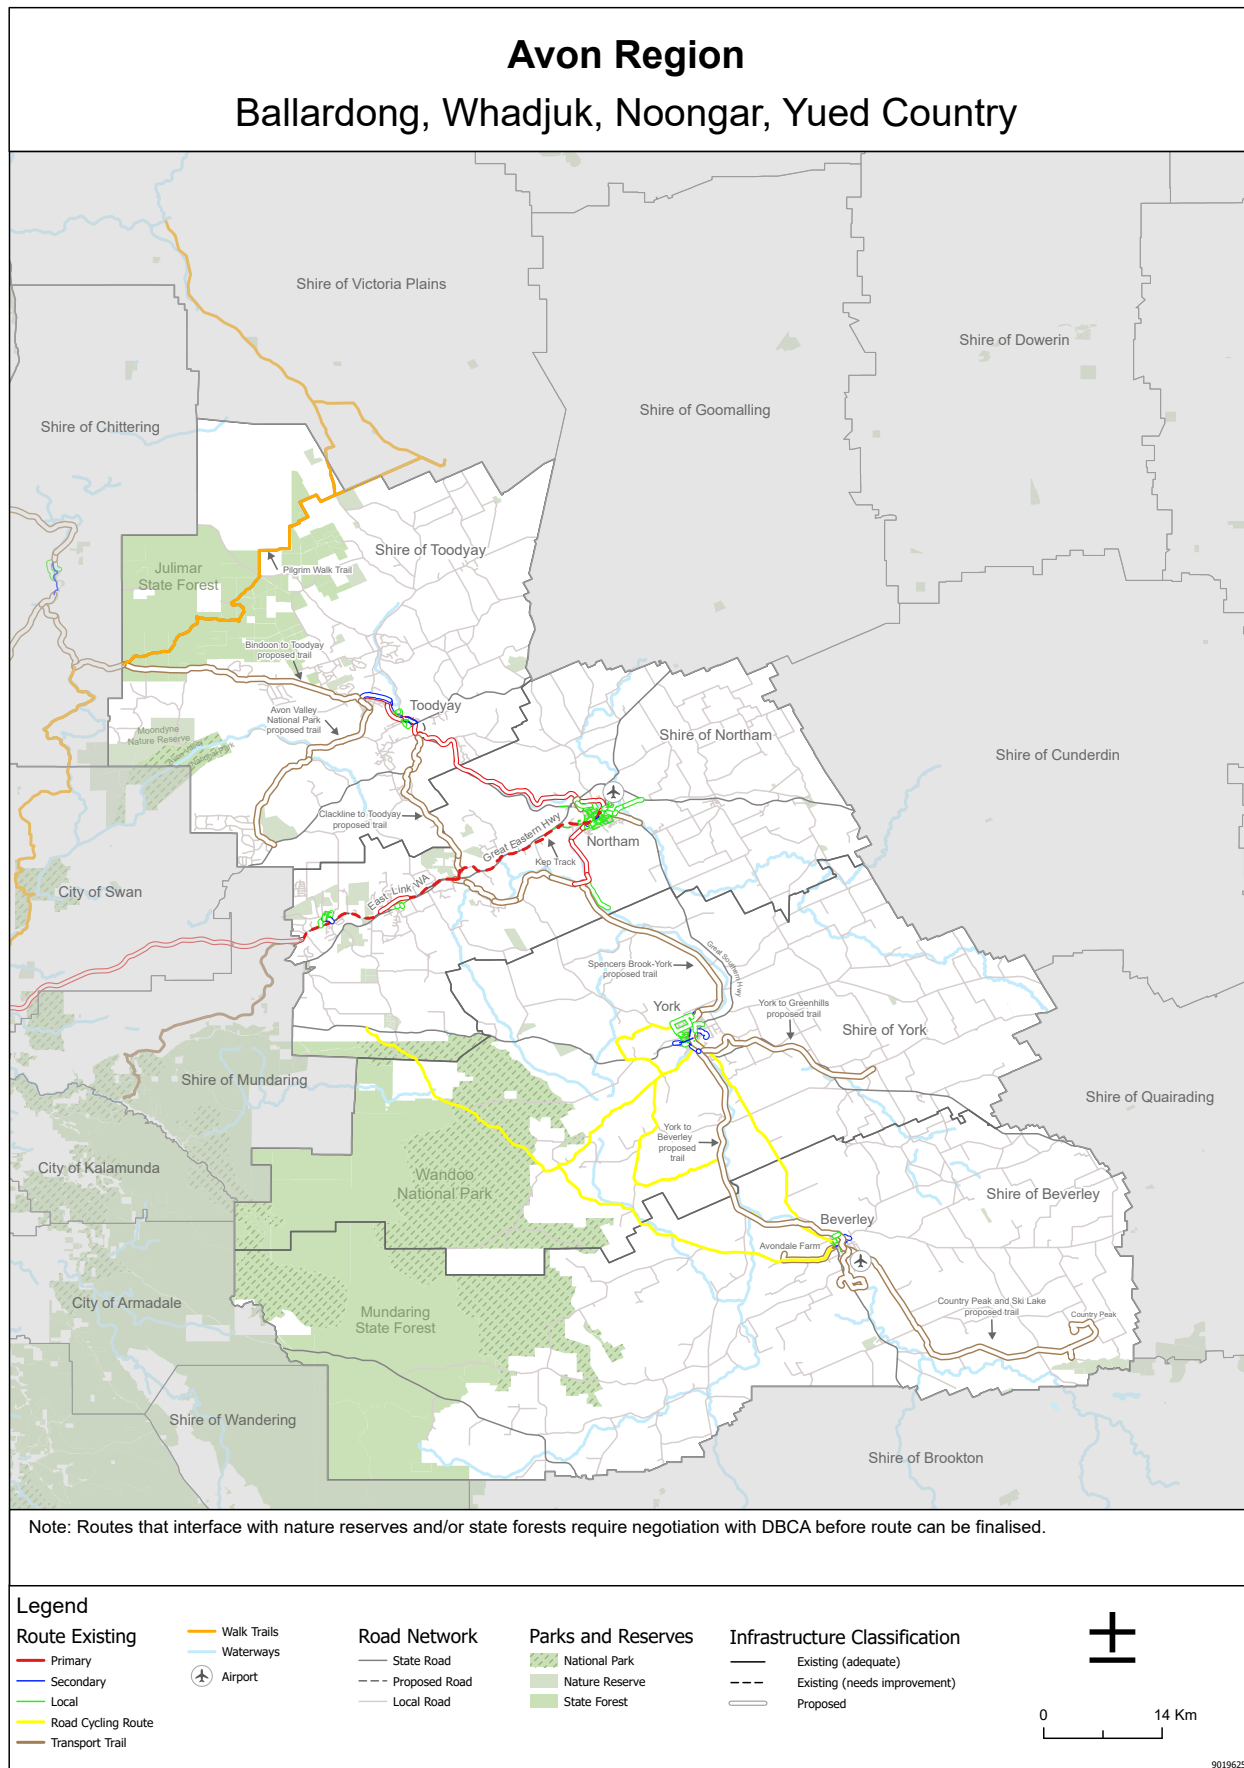 Avon Region
Ballardong, Whadjuk, Noongar, Yued Country
Shire of Victoria Plains
Shire of Dowerin
Shire of Goomalling
Shire of Chittering
Shire of Toodyay
Julimar
State Forest
Pilgrim Walk Trail
Bindoon to Toodyay
proposed trail
Toodyay
Avon Valley
National Park
proposed trail
Moondyne
Nature Reserve
Avon Valley
National Park
Shire of Northam
Shire of Cunderdin
Clackline to Toodyay
proposed trail
Great Eastern Hwy
Northam
Kep Track
East Link WA
City of Swan
Great Southern Hwy
Spencers Brook-York
proposed trail
York
York to Greenhills
proposed trail
Shire of York
Shire of Mundaring
Shire of Quairading
York to
Beverley
proposed
trail
City of Kalamunda
Wandoo
National Park
Shire of Beverley
Beverley
Avondale Farm
City of Armadale
Mundaring
State Forest
Country Peak and Ski Lake
proposed trail
Country Peak
Shire of Wandering
Shire of Brookton
Note: Routes that interface with nature reserves and/or state forests require negotiation with DBCA before route can be finalised.
Legend
Route Existing
Primary
Secondary
Local
Road Cycling Route
Transport Trail
Walk Trails
Waterways
Airport
Road Network
State Road
Proposed Road
Local Road
Parks and Reserves
National Park
Nature Reserve
State Forest
Infrastructure Classification
Existing (adequate)
Existing (needs improvement)
Proposed
0 14 Km
9019625